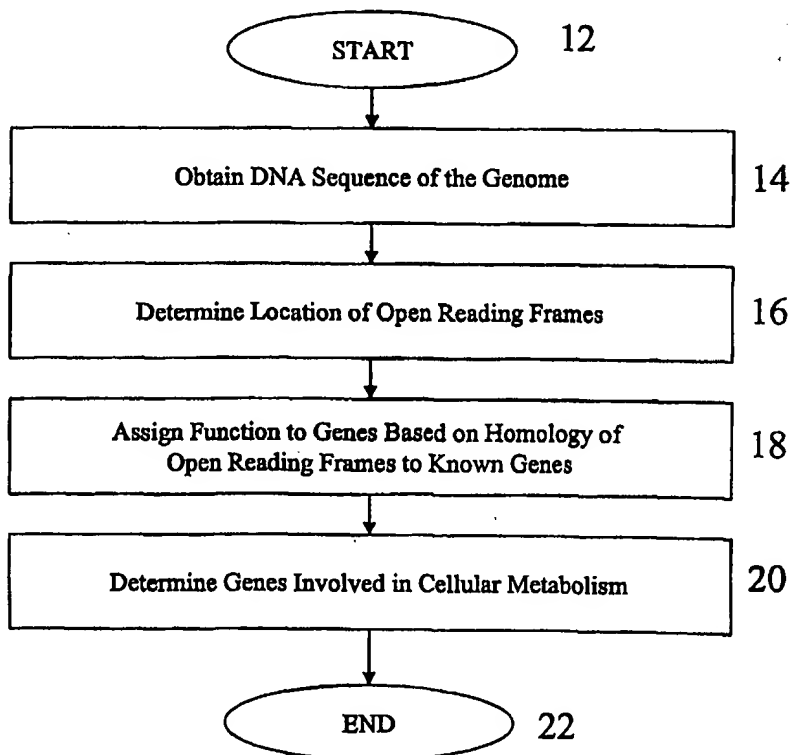 START 12
Obtain DNA Sequence of the Genome 14
Determine Location of Open Reading Frames 16
Assign Function to Genes Based on Homology of
Open Reading Frames to Known Genes 18
Determine Genes Involved in Cellular Metabolism 20
END 22